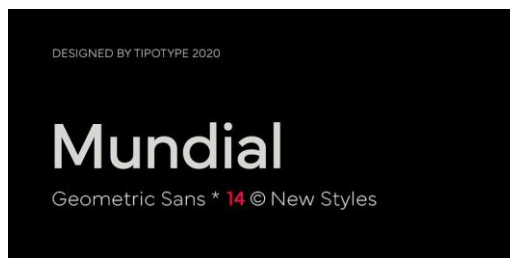 DESIGNED BY TIPOTYPE 2020
Mundial
Geometric Sans * 14 © New Styles